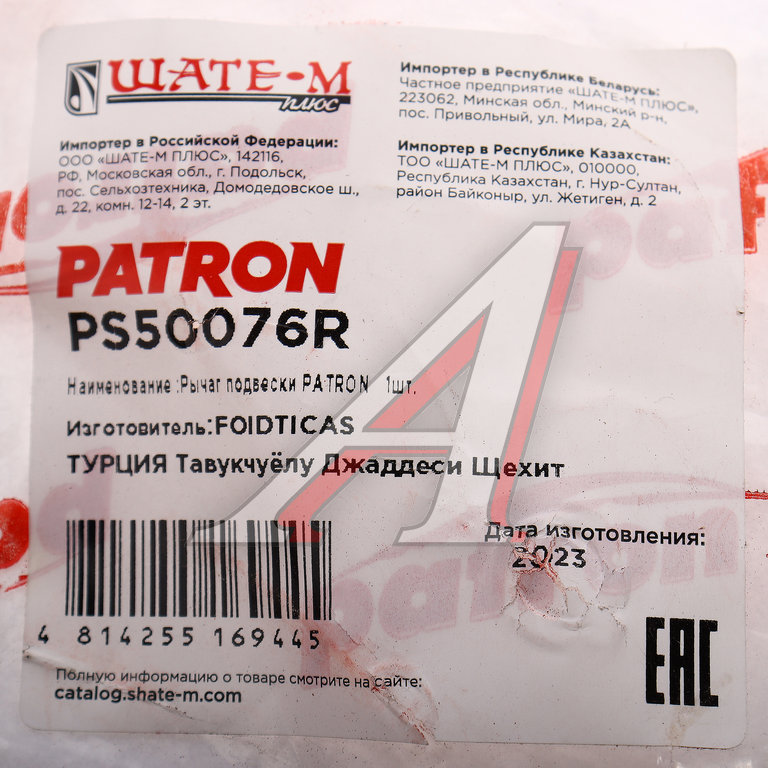 ШАТЕ-М
ПЛЮС
Импортер в Российской Федерации:
ООО «ШАТЕ-М ПЛЮС», 142116,
РФ, Московская обл., г. Подольск,
пос. Сельхозтехника, Домодедовское ш.,
д. 22, комн. 12-14, 2 эт.
Импортер в Республике Беларусь:
Частное предприятие «ШАТЕ-М ПЛЮС»,
223062, Минская обл., Минский р-н,
пос. Привольный, ул. Мира, 2А
Импортер в Республике Казахстан:
ТОО «ШАТЕ-М ПЛЮС», 010000,
Республика Казахстан, г. Нур-Султан,
район Байконыр, ул. Жетиген, д. 2
PATRON
PS50076R
Наименование :Рычаг подвески PATRON 1шт.
Изготовитель:FOIDTICAS
ТУРЦИЯ Тавукчуёлу Джаддеси Щехит
Дата изготовления:
2023
4 814255 169445
EAC
Полную информацию о товаре смотрите на сайте:
catalog.shate-m.com